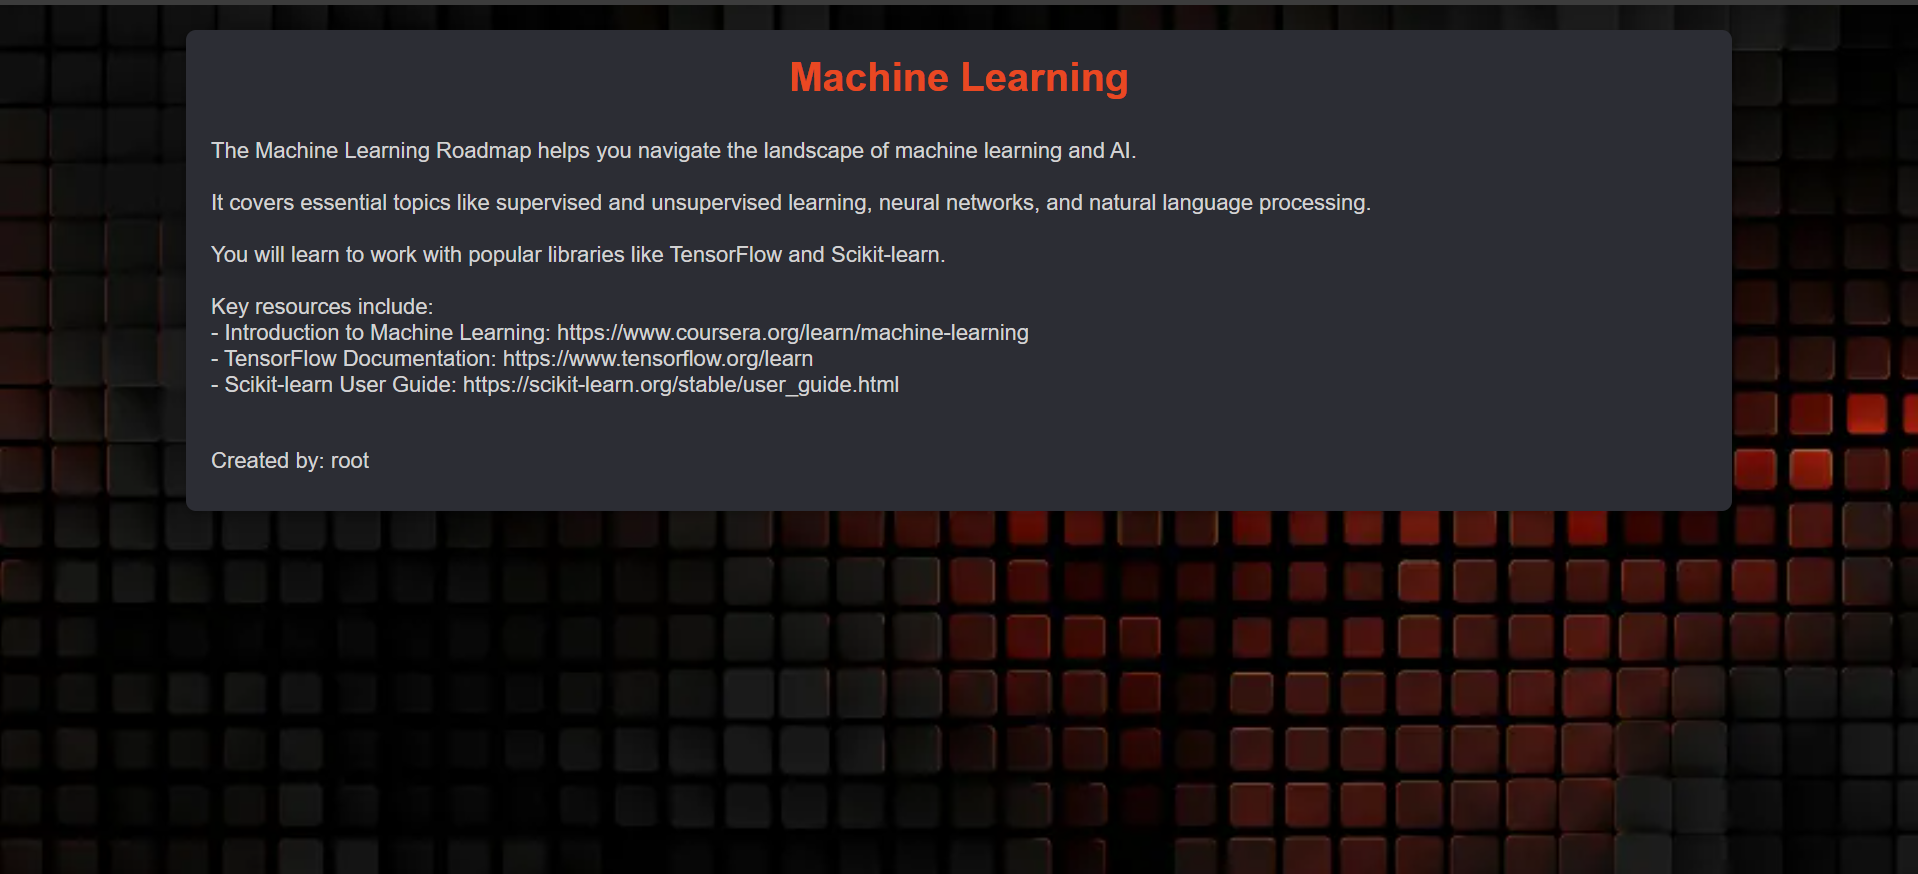 Machine Learning
The Machine Learning Roadmap helps you navigate the landscape of machine learning and AI.
It covers essential topics like supervised and unsupervised learning, neural networks, and natural language processing.
You will learn to work with popular libraries like TensorFlow and Scikit-learn.
Key resources include:
- Introduction to Machine Learning: https://www.coursera.org/learn/machine-learning
- TensorFlow Documentation: https://www.tensorflow.org/learn
- Scikit-learn User Guide: https://scikit-learn.org/stable/user_guide.html
Created by: root